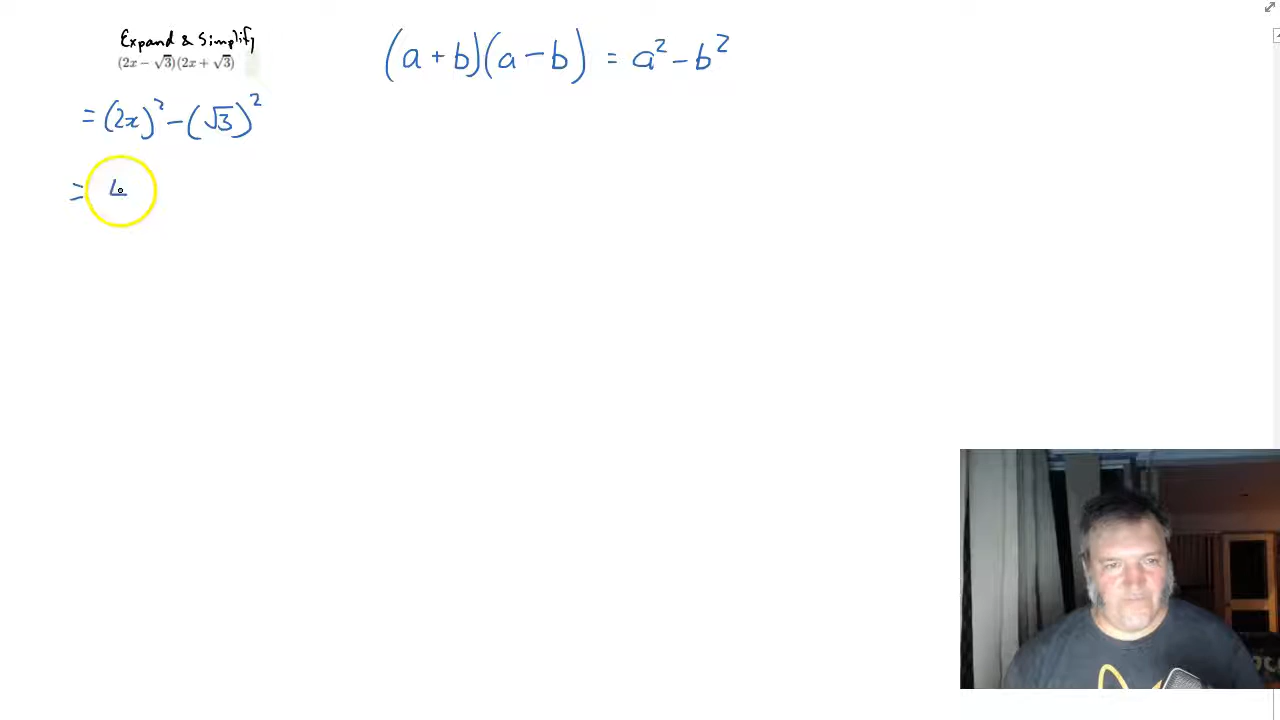 Expand & Simplify
(2x − √3)(2x + √3)
(a + b)(a − b) = a² − b²
= (2x)² − (√3)²
= 4